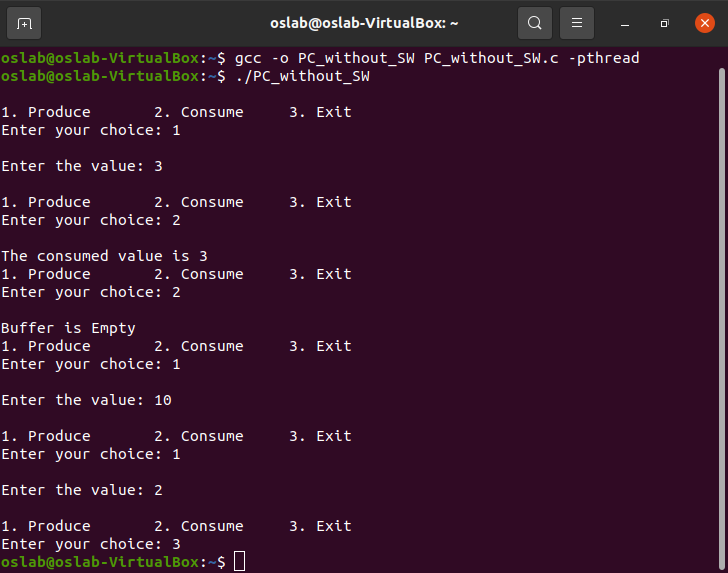 oslab@oslab-VirtualBox: ~
oslab@oslab-VirtualBox:~$ gcc -o PC_without_SW PC_without_SW.c -pthread
oslab@oslab-VirtualBox:~$ ./PC_without_SW
1. Produce 2. Consume 3. Exit
Enter your choice: 1
Enter the value: 3
1. Produce 2. Consume 3. Exit
Enter your choice: 2
The consumed value is 3
1. Produce 2. Consume 3. Exit
Enter your choice: 2
Buffer is Empty
1. Produce 2. Consume 3. Exit
Enter your choice: 1
Enter the value: 10
1. Produce 2. Consume 3. Exit
Enter your choice: 1
Enter the value: 2
1. Produce 2. Consume 3. Exit
Enter your choice: 3
oslab@oslab-VirtualBox:~$